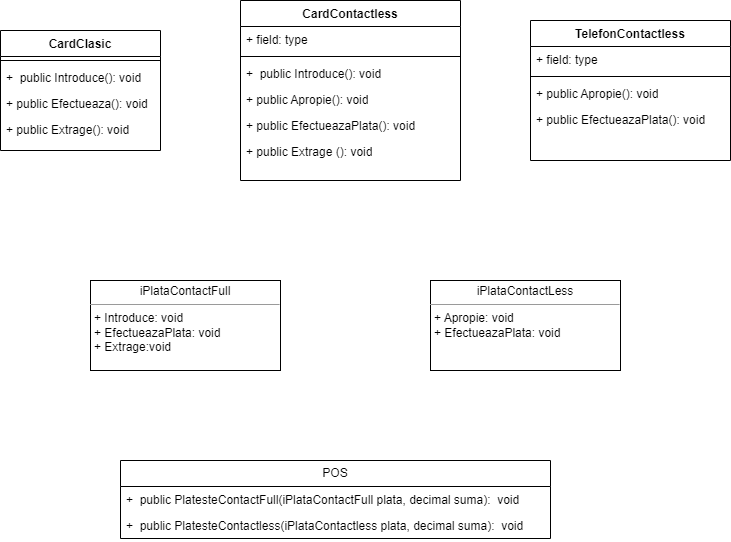 CardClasic
+ public Introduce(): void
+ public Efectueaza(): void
+ public Extrage(): void
CardContactless
+ field: type
+ public Introduce(): void
+ public Apropie(): void
+ public EfectueazaPlata(): void
+ public Extrage (): void
TelefonContactless
+ field: type
+ public Apropie(): void
+ public EfectueazaPlata(): void
iPlataContactFull
+ Introduce: void
+ EfectueazaPlata: void
+ Extrage:void
iPlataContactLess
+ Apropie: void
+ EfectueazaPlata: void
POS
+ public PlatesteContactFull(iPlataContactFull plata, decimal suma): void
+ public PlatesteContactless(iPlataContactless plata, decimal suma): void